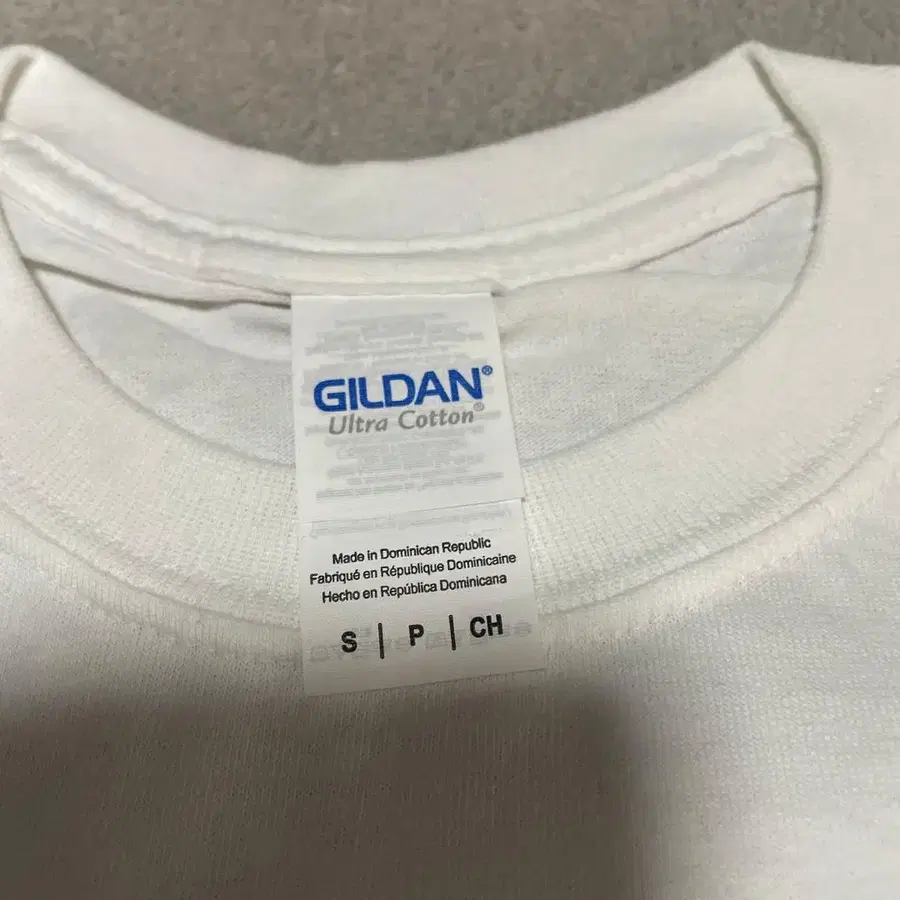 GILDAN®
Ultra Cotton®
Made in Dominican Republic
Fabriqué en République Dominicaine
Hecho en República Dominicana
S | P | CH